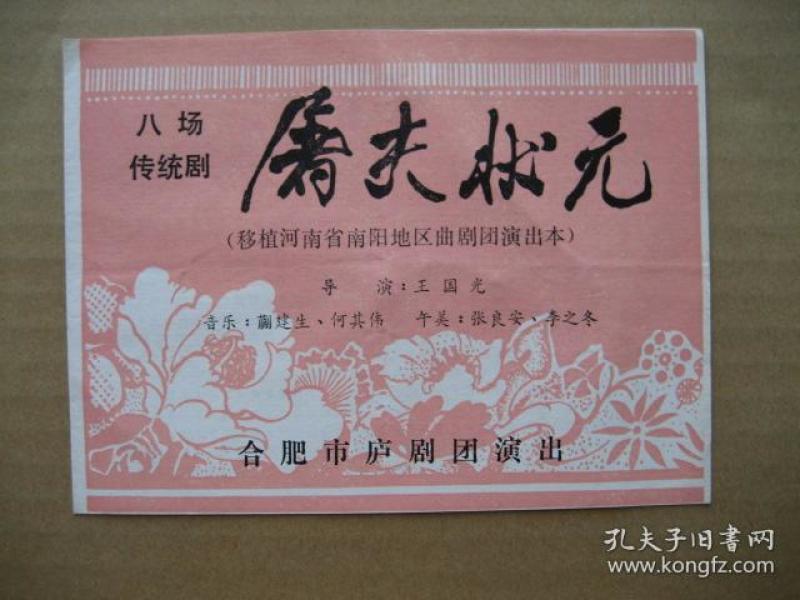 八场
传统剧
屠夫状元
（移植河南省南阳地区曲剧团演出本）
导　演：王国光
音乐：蒯建生、何其伟　午美：张良安、李之冬
合肥市庐剧团演出
孔夫子旧书网
www.kongfz.com